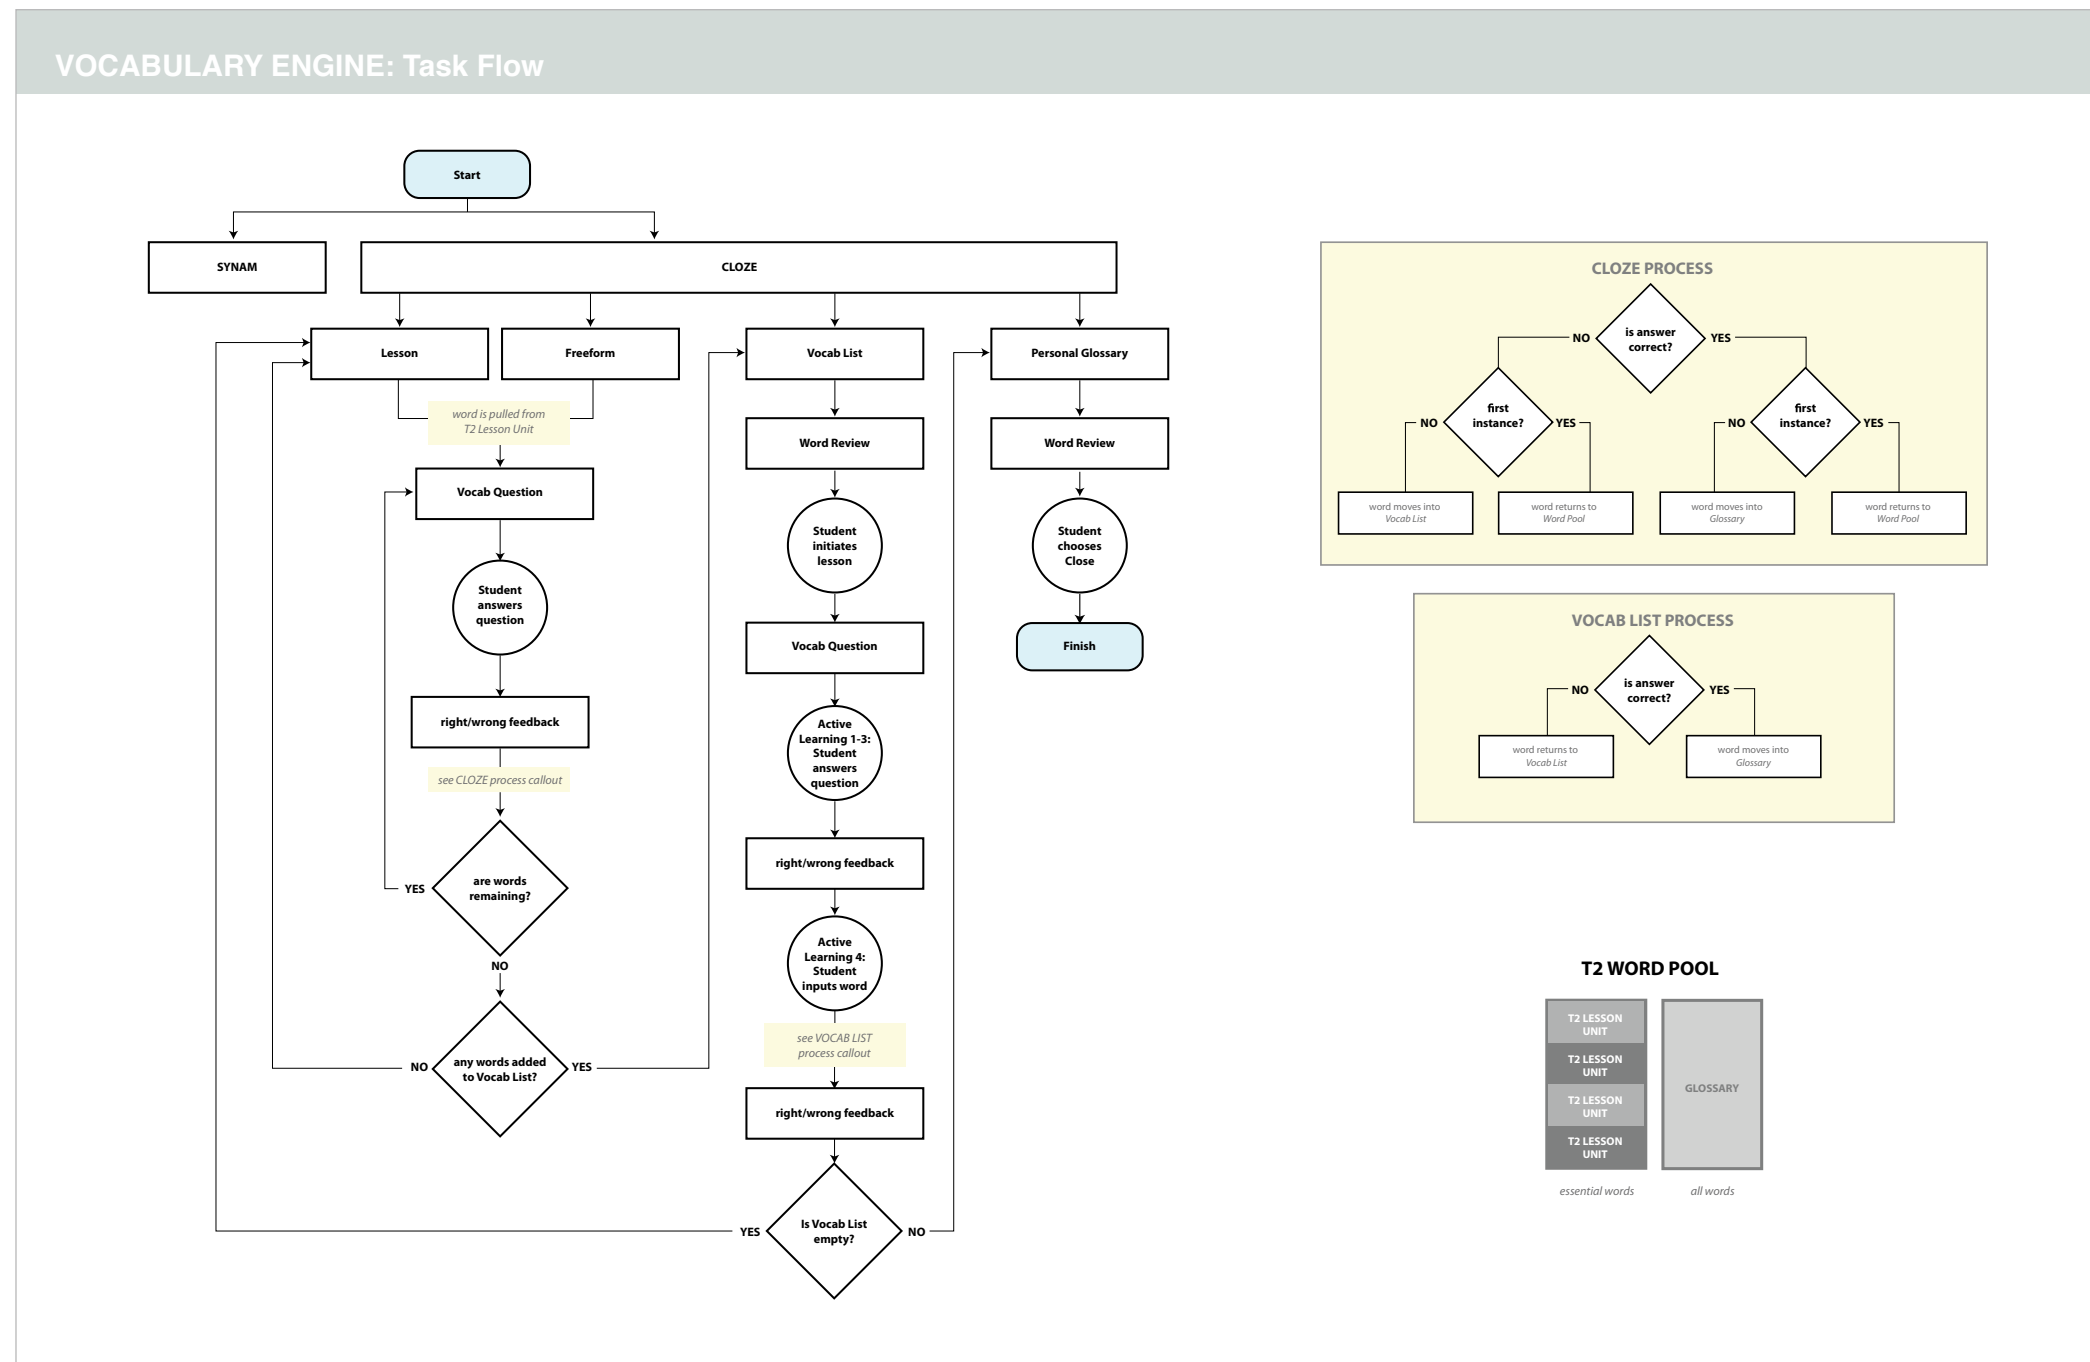 VOCABULARY ENGINE: Task Flow
Start
SYNAM
CLOZE
Lesson
Freeform
Vocab List
Personal Glossary
word is pulled from
T2 Lesson Unit
Vocab Question
Student
answers
question
right/wrong feedback
see CLOZE process callout
are words
remaining?
YES
NO
any words added
to Vocab List?
NO
YES
Word Review
Student
initiates
lesson
Vocab Question
Active
Learning 1-3:
Student
answers
question
right/wrong feedback
Active
Learning 4:
Student
inputs word
see VOCAB LIST
process callout
right/wrong feedback
Is Vocab List
empty?
YES
NO
Word Review
Student
chooses
Close
Finish
CLOZE PROCESS
is answer
correct?
NO
YES
first
instance?
NO
YES
first
instance?
NO
YES
word moves into
Vocab List
word returns to
Word Pool
word moves into
Glossary
word returns to
Word Pool
VOCAB LIST PROCESS
is answer
correct?
NO
YES
word returns to
Vocab List
word moves into
Glossary
T2 WORD POOL
T2 LESSON
UNIT
T2 LESSON
UNIT
T2 LESSON
UNIT
T2 LESSON
UNIT
GLOSSARY
essential words
all words